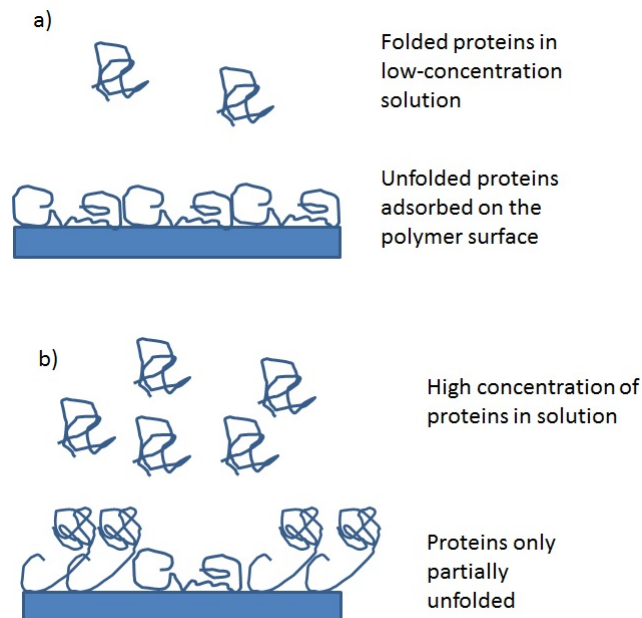 a)
Folded proteins in
low-concentration
solution
Unfolded proteins
adsorbed on the
polymer surface
b)
High concentration of
proteins in solution
Proteins only
partially
unfolded